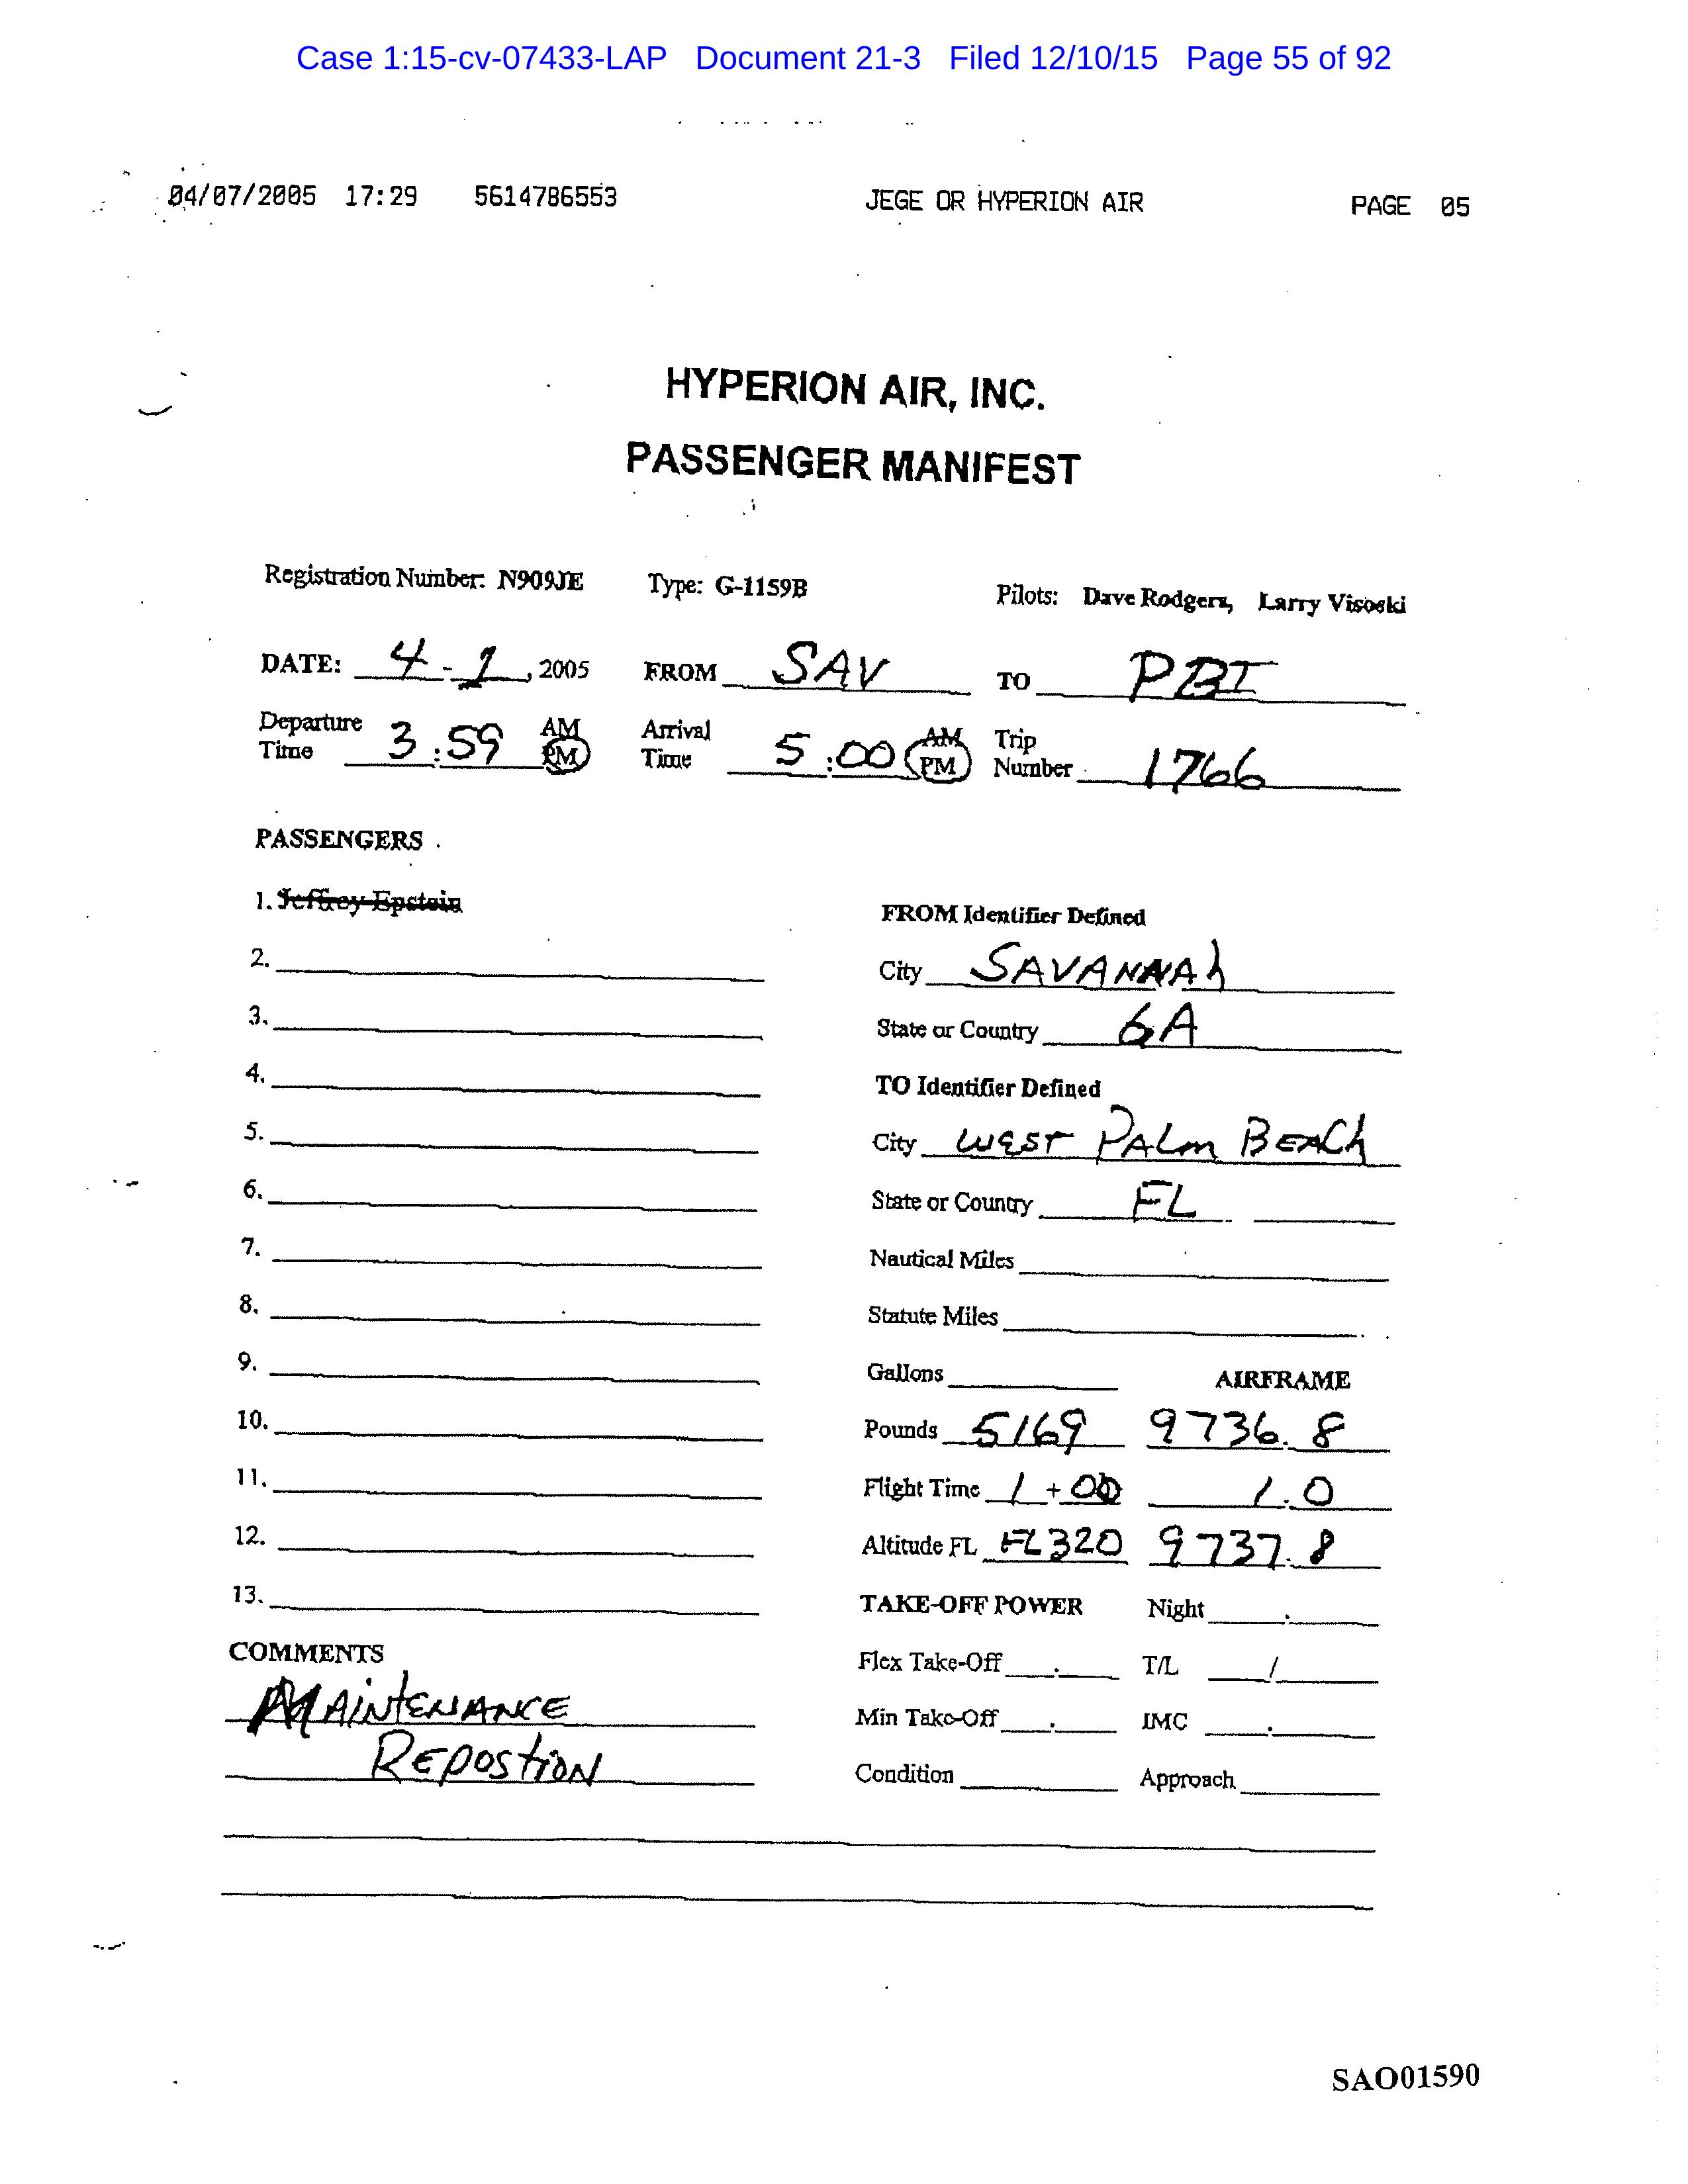 Case 1:15-cv-07433-LAP Document 21-3 Filed 12/10/15 Page 55 of 92
04/07/2005 17:29 5614786553 JEGE OR HYPERION AIR PAGE 05
HYPERION AIR, INC.
PASSENGER MANIFEST
Registration Number: N909JE Type: G-1159B Pilots: Dave Rodgers, Larry Visoski
DATE: 4-1, 2005 FROM SAV TO PBI
Departure Time 3:59 AM PM Arrival Time 5:00 AM PM Trip Number 1766
PASSENGERS
1. Jeffrey Epstein
FROM Identifier Defined
2. City SAVANNAh
3. State or Country GA
4. TO Identifier Defined
5. City WEST PALm BEACh
6. State or Country FL
7. Nautical Miles
8. Statute Miles
9. Gallons AIRFRAME
10. Pounds 5169 9736.8
11. Flight Time 1+00 1.0
12. Altitude FL FL320 9737.8
13. TAKE-OFF POWER Night
COMMENTS
Flex Take-Off T/L /
MAINtENANCE
Min Take-Off IMC
REPOStiON
Condition Approach
SAO01590